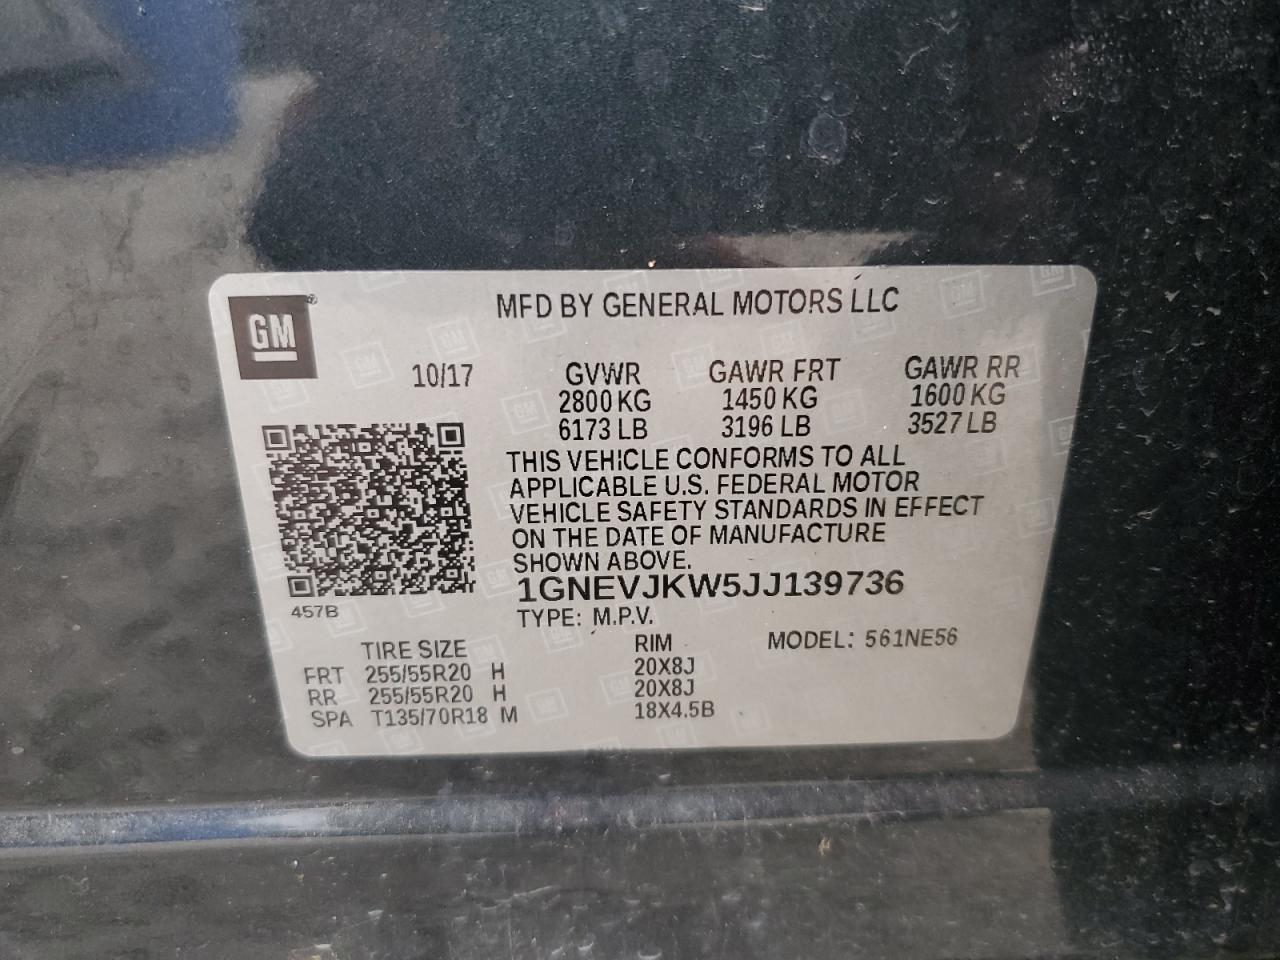 GM
MFD BY GENERAL MOTORS LLC
10/17 GVWR GAWR FRT GAWR RR
2800 KG 1450 KG 1600 KG
6173 LB 3196 LB 3527 LB
THIS VEHICLE CONFORMS TO ALL
APPLICABLE U.S. FEDERAL MOTOR
VEHICLE SAFETY STANDARDS IN EFFECT
ON THE DATE OF MANUFACTURE
SHOWN ABOVE.
1GNEVJKW5JJ139736
457B
TYPE: M.P.V.
TIRE SIZE RIM MODEL: 561NE56
FRT 255/55R20 H 20X8J
RR 255/55R20 H 20X8J
SPA T135/70R18 M 18X4.5B